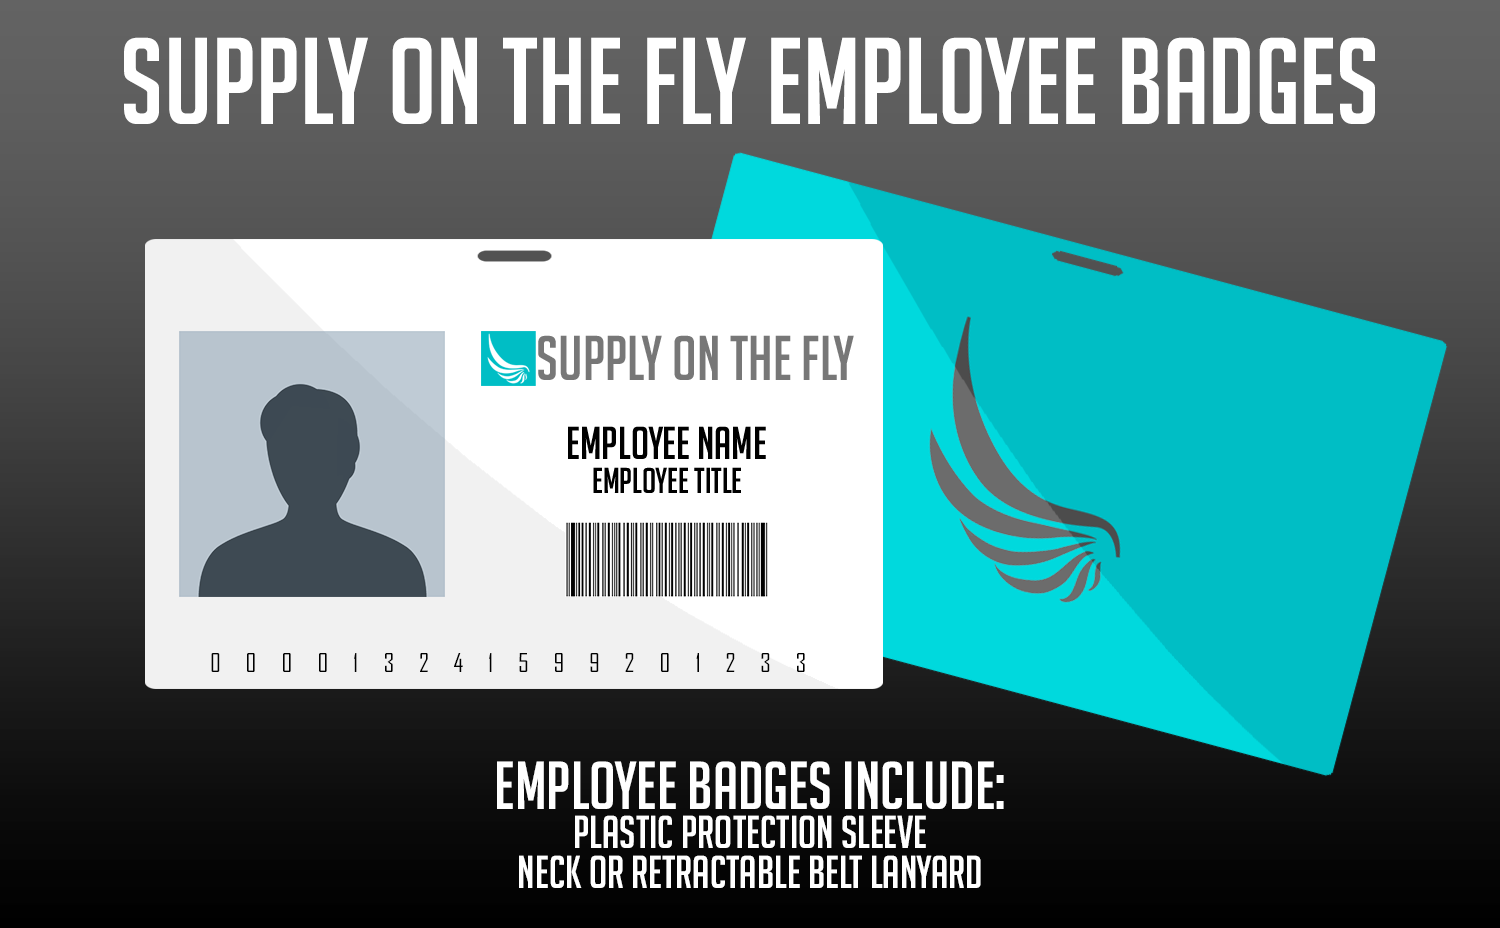 SUPPLY ON THE FLY EMPLOYEE BADGES
SUPPLY ON THE FLY
EMPLOYEE NAME
EMPLOYEE TITLE
0 0 0 0 1 3 2 4 1 5 9 9 2 0 1 2 3 3
EMPLOYEE BADGES INCLUDE:
PLASTIC PROTECTION SLEEVE
NECK OR RETRACTABLE BELT LANYARD